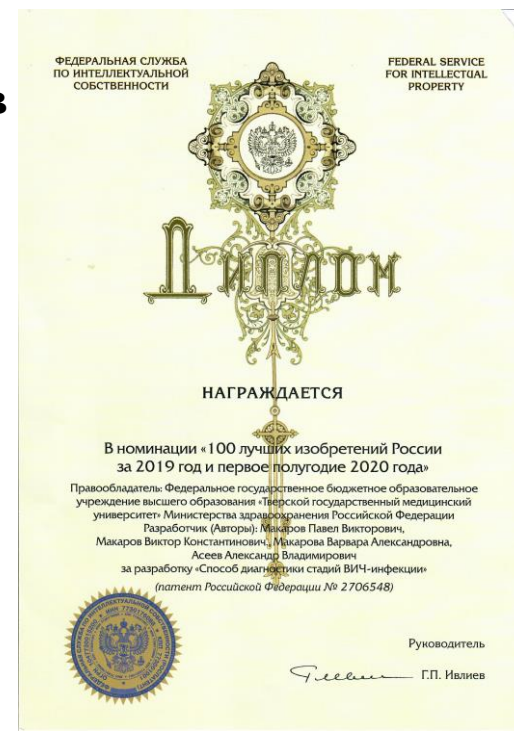 ФЕДЕРАЛЬНАЯ СЛУЖБА
ПО ИНТЕЛЛЕКТУАЛЬНОЙ
СОБСТВЕННОСТИ
FEDERAL SERVICE
FOR INTELLECTUAL
PROPERTY
в
Диплом
НАГРАЖДАЕТСЯ
В номинации «100 лучших изобретений России
за 2019 год и первое полугодие 2020 года»
Правообладатель: Федеральное государственное бюджетное образовательное
учреждение высшего образования «Тверской государственный медицинский
университет» Министерства здравоохранения Российской Федерации
Разработчик (Авторы): Макаров Павел Викторович,
Макаров Виктор Константинович, Макарова Варвара Александровна,
Асеев Александр Владимирович
за разработку «Способ диагностики стадий ВИЧ-инфекции»
(патент Российской Федерации № 2706548)
Руководитель
Г.П. Ивлиев